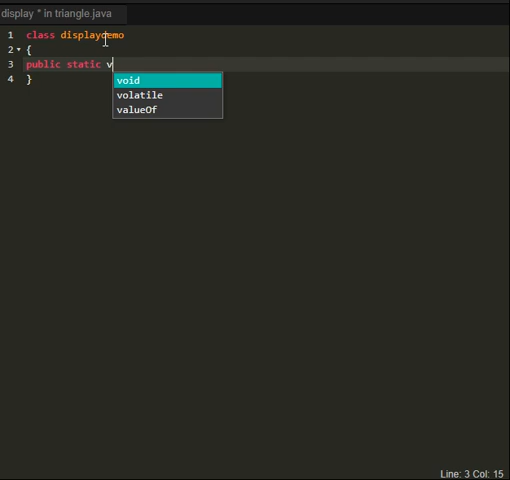 display * in triangle.java
1 class displaydemo
2 {
3 public static v
4 }
void
volatile
valueOf
Line: 3 Col: 15